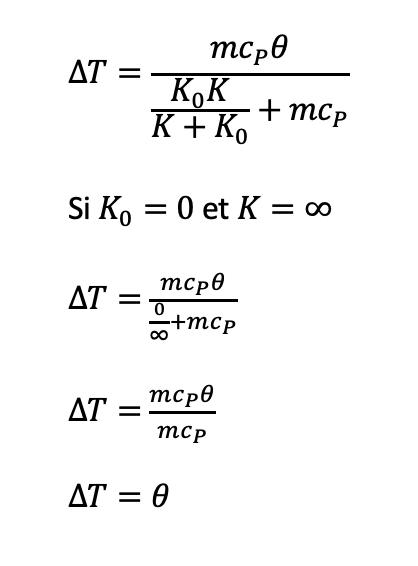 ΔT = mc_Pθ / (K₀K / (K + K₀) + mc_P)
Si K₀ = 0 et K = ∞
ΔT = mc_Pθ / (0/∞ + mc_P)
ΔT = mc_Pθ / mc_P
ΔT = θ